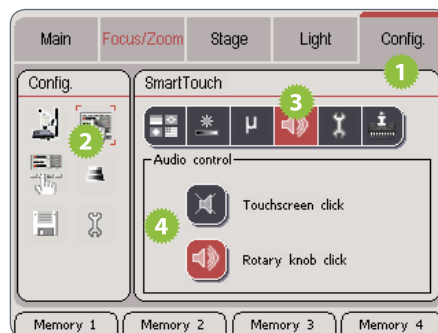 Main Focus/Zoom Stage Light Config.
1
Config. SmartTouch
2
3
µ
i
Audio control
4
Touchscreen click
Rotary knob click
Memory 1 Memory 2 Memory 3 Memory 4